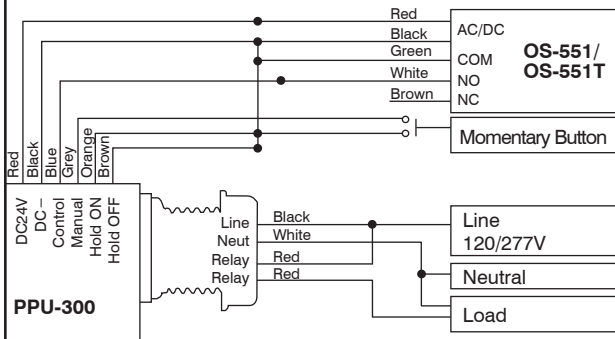 Red
Black
Green
White
Brown
AC/DC
COM
NO
NC
OS-551/
OS-551T
Momentary Button
Red
Black
Blue
Grey
Orange
Brown
DC24V
DC –
Control
Manual
Hold ON
Hold OFF
PPU-300
Line
Neut
Relay
Relay
Black
White
Red
Red
Line
120/277V
Neutral
Load